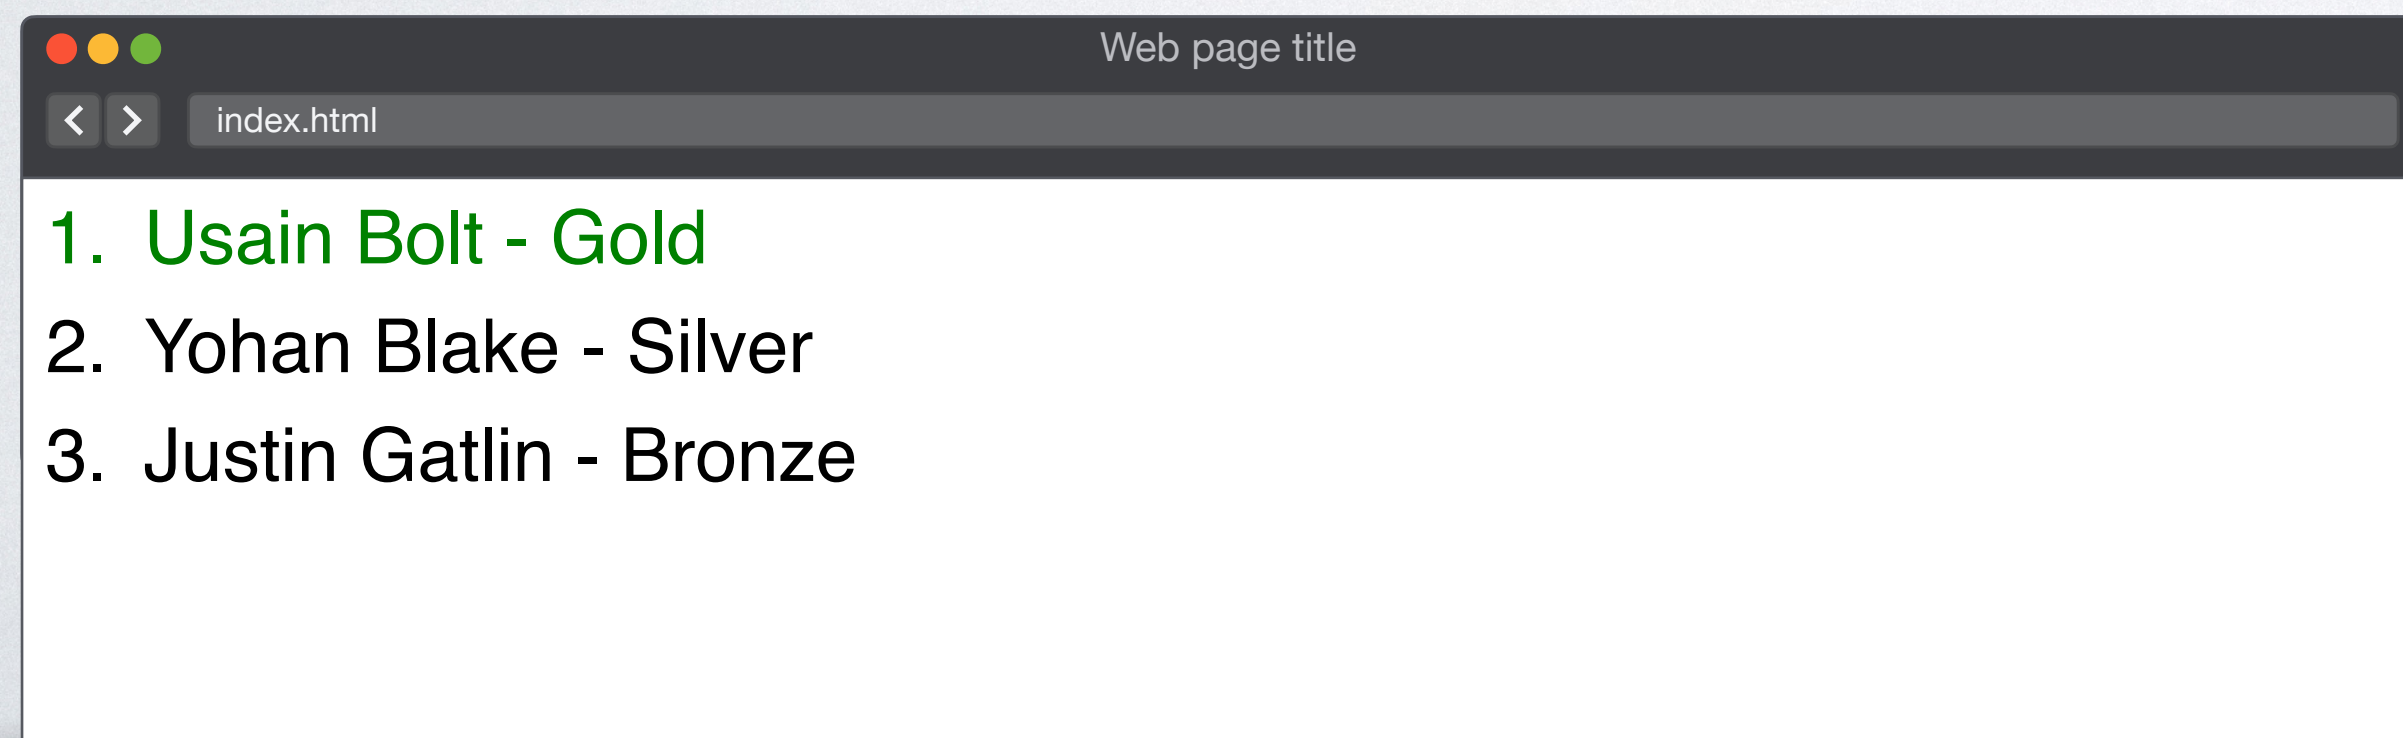 Web page title
index.html
1. Usain Bolt - Gold
2. Yohan Blake - Silver
3. Justin Gatlin - Bronze